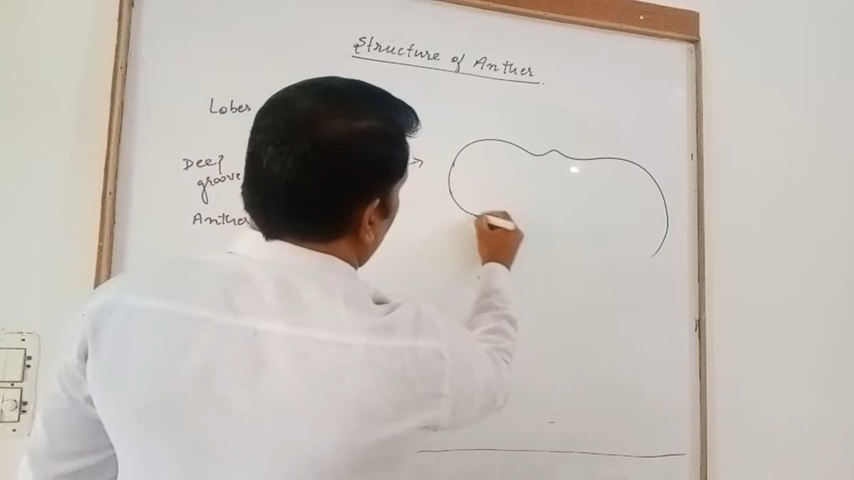 Structure of Anther
Lobes
Deep
groove
Anther